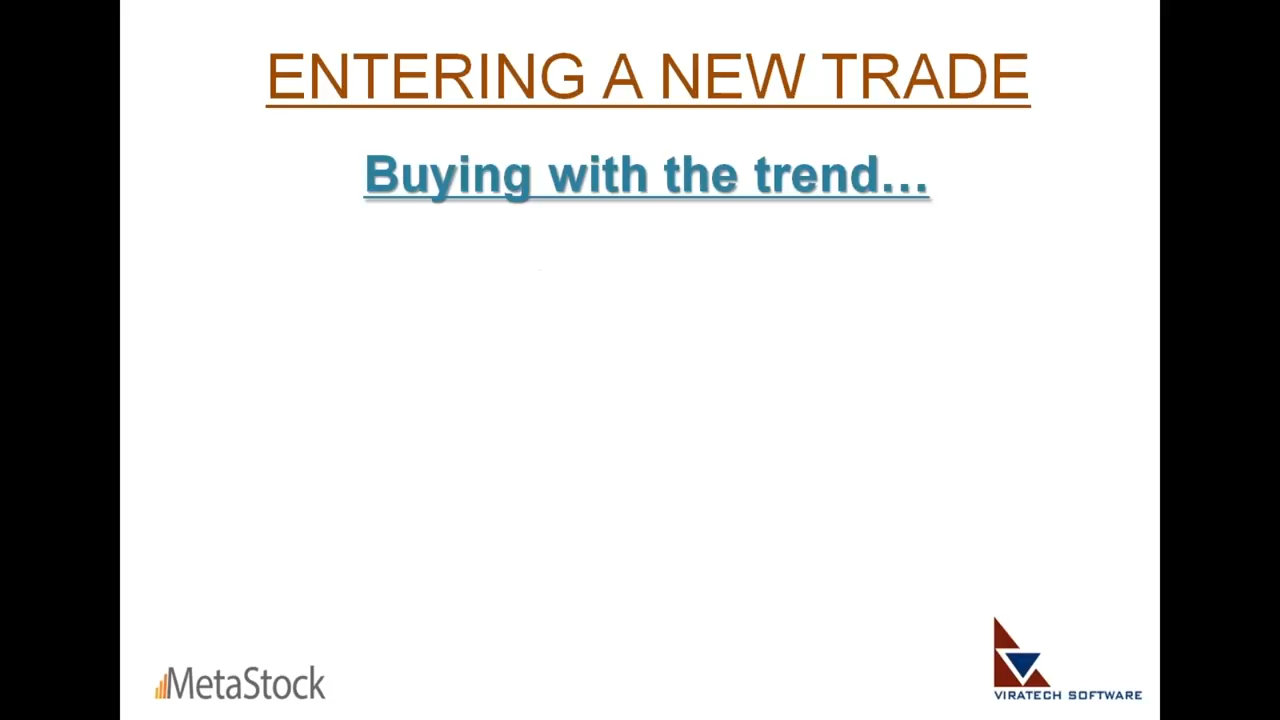 ENTERING A NEW TRADE
Buying with the trend…
MetaStock
VIRATECH SOFTWARE